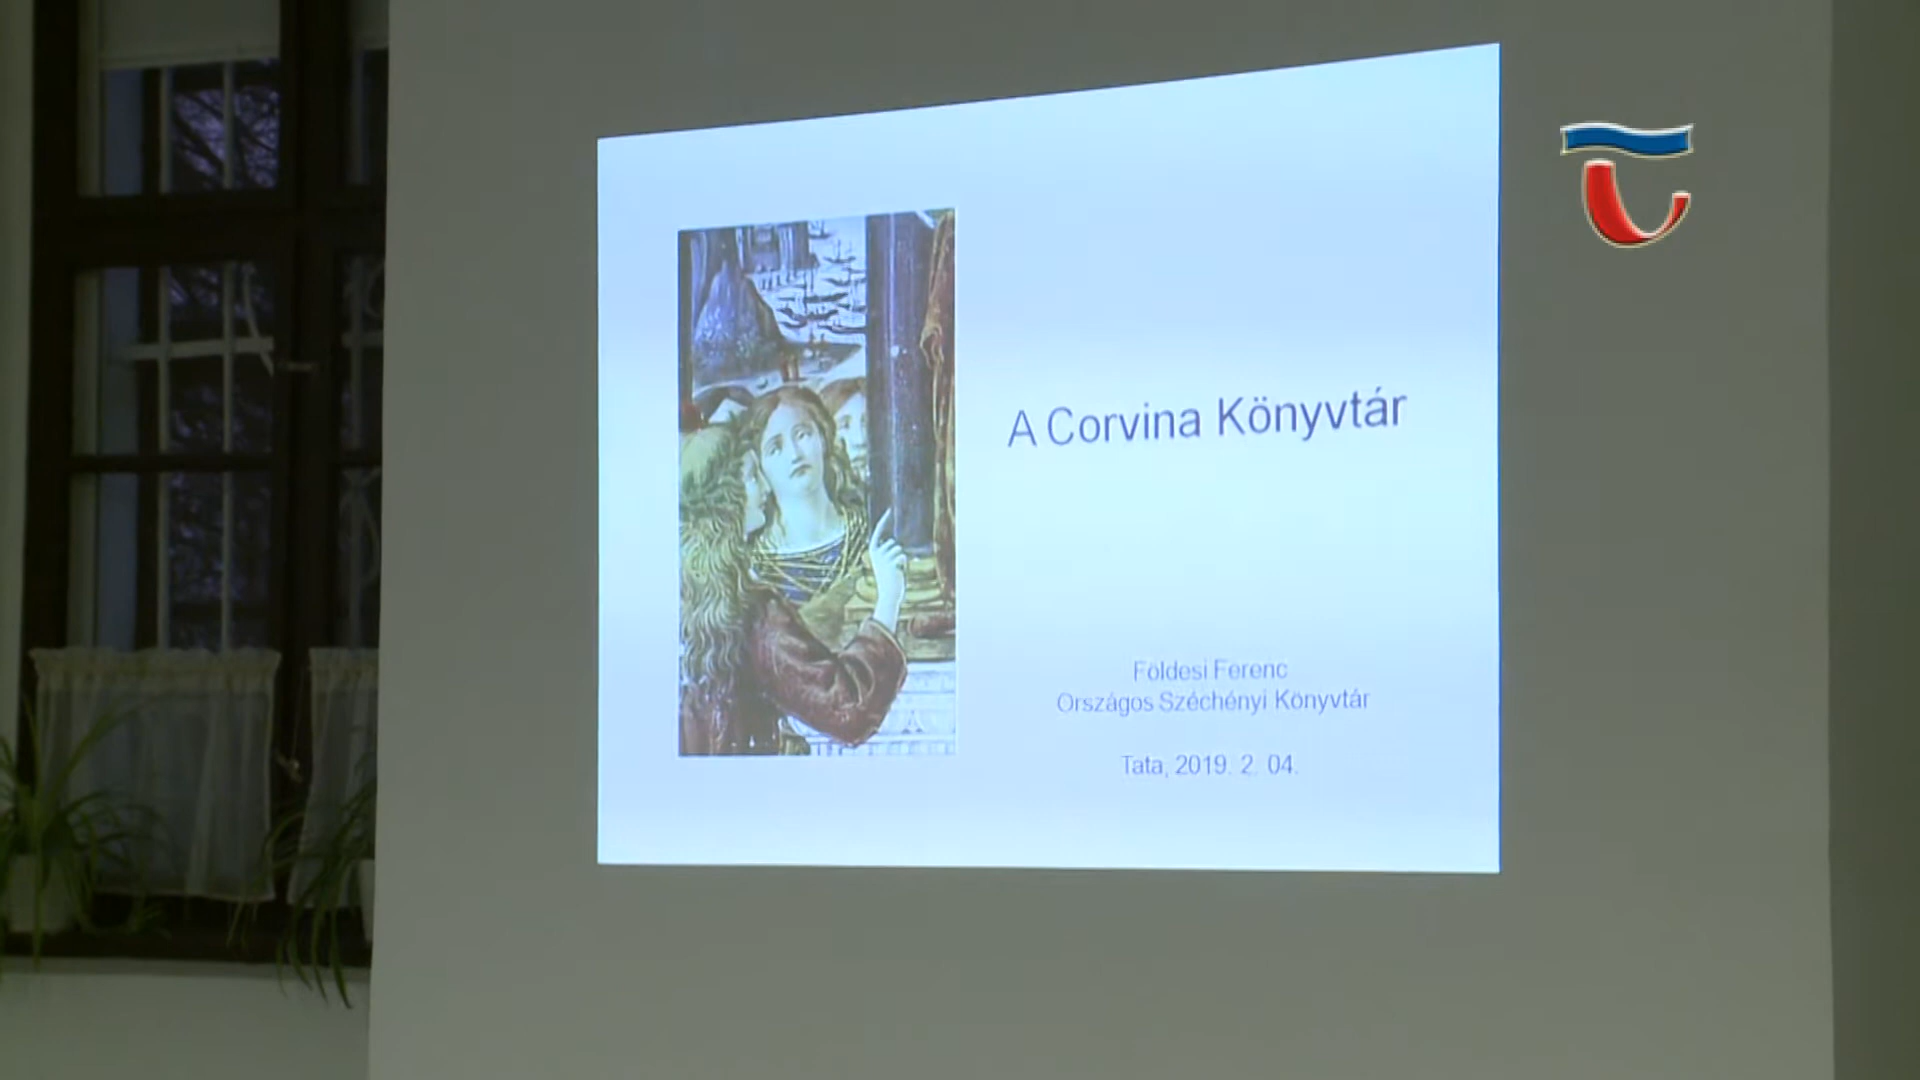 A Corvina Könyvtár
Földesi Ferenc
Országos Széchényi Könyvtár
Tata, 2019. 2. 04.